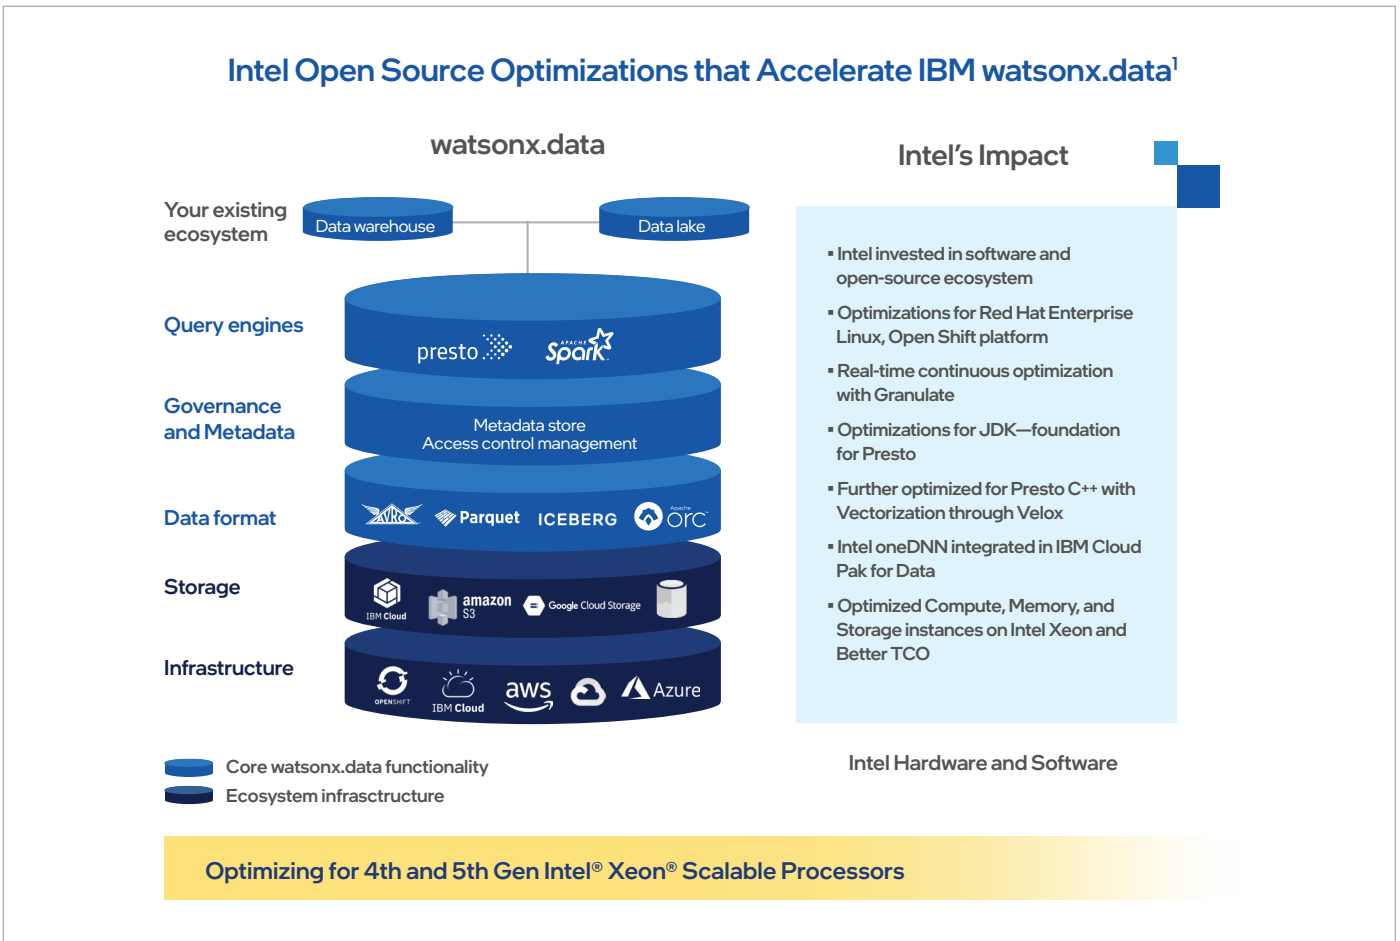 Intel Open Source Optimizations that Accelerate IBM watsonx.data¹
watsonx.data
Your existing
ecosystem
Data warehouse
Data lake
Query engines
presto
APACHE
Spark™
Governance
and Metadata
Metadata store
Access control management
Data format
AVRO
Parquet
ICEBERG
Apache
orc™
Storage
IBM Cloud
amazon
S3
Google Cloud Storage
Infrastructure
OPENSHIFT
IBM Cloud
aws
Azure
Core watsonx.data functionality
Ecosystem infrasctructure
Intel's Impact
▪ Intel invested in software and
open-source ecosystem
▪ Optimizations for Red Hat Enterprise
Linux, Open Shift platform
▪ Real-time continuous optimization
with Granulate
▪ Optimizations for JDK—foundation
for Presto
▪ Further optimized for Presto C++ with
Vectorization through Velox
▪ Intel oneDNN integrated in IBM Cloud
Pak for Data
▪ Optimized Compute, Memory, and
Storage instances on Intel Xeon and
Better TCO
Intel Hardware and Software
Optimizing for 4th and 5th Gen Intel® Xeon® Scalable Processors